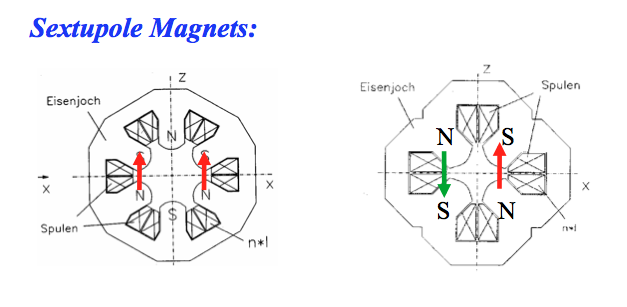 Sextupole Magnets:
Z
Eisenjoch
N
S
S
X
X
N
N
S
Spulen
n*I
Z
Eisenjoch
Spulen
N
S
X
S
N
n*I